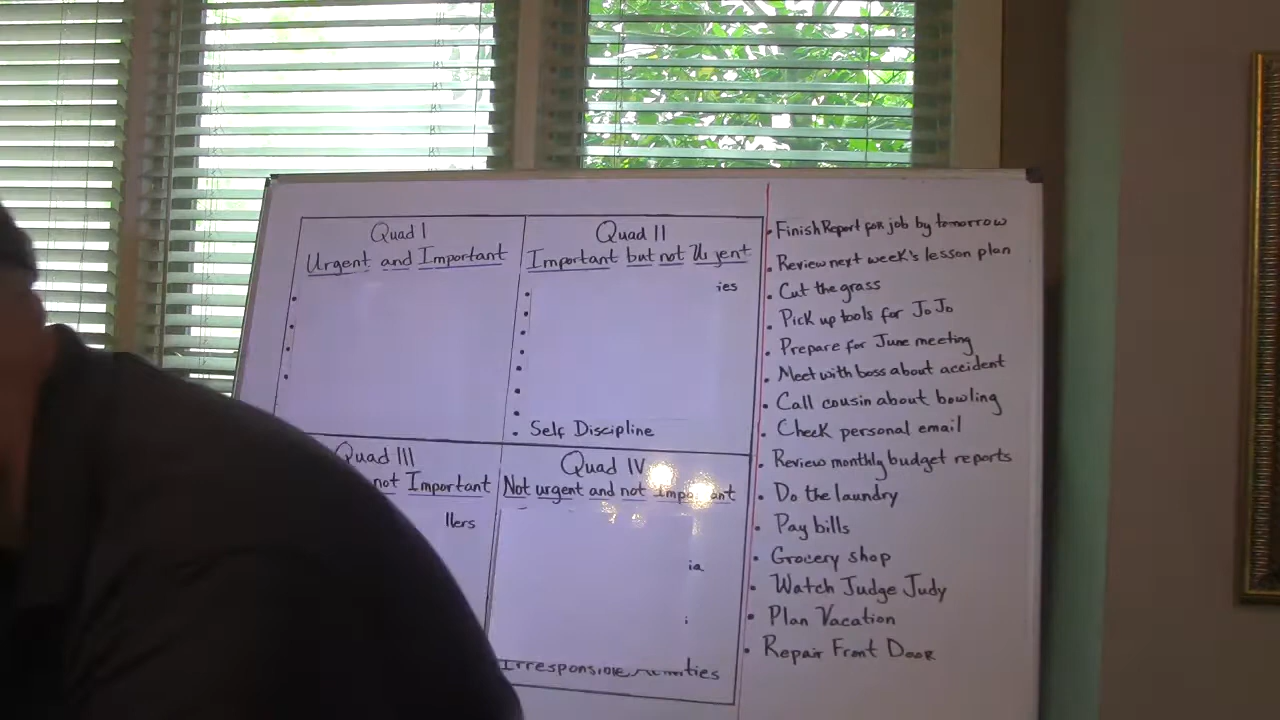 Quad I
Urgent and Important
Quad II
Important but not
ies
• Self Discipline
Quad III
not Important
llers
Quad IV
Not urgent and not
ia
i
Irresponsible
• Finish Report for job by tomorrow
• Review next week's lesson plan
• Cut the grass
• Pick up tools for JoJo
• Prepare for June meeting
• Meet with boss about accident
• Call cousin about bowling
• Check personal email
• Review monthly budget reports
• Do the laundry
• Pay bills
• Grocery shop
• Watch Judge Judy
• Plan Vacation
• Repair Front Door